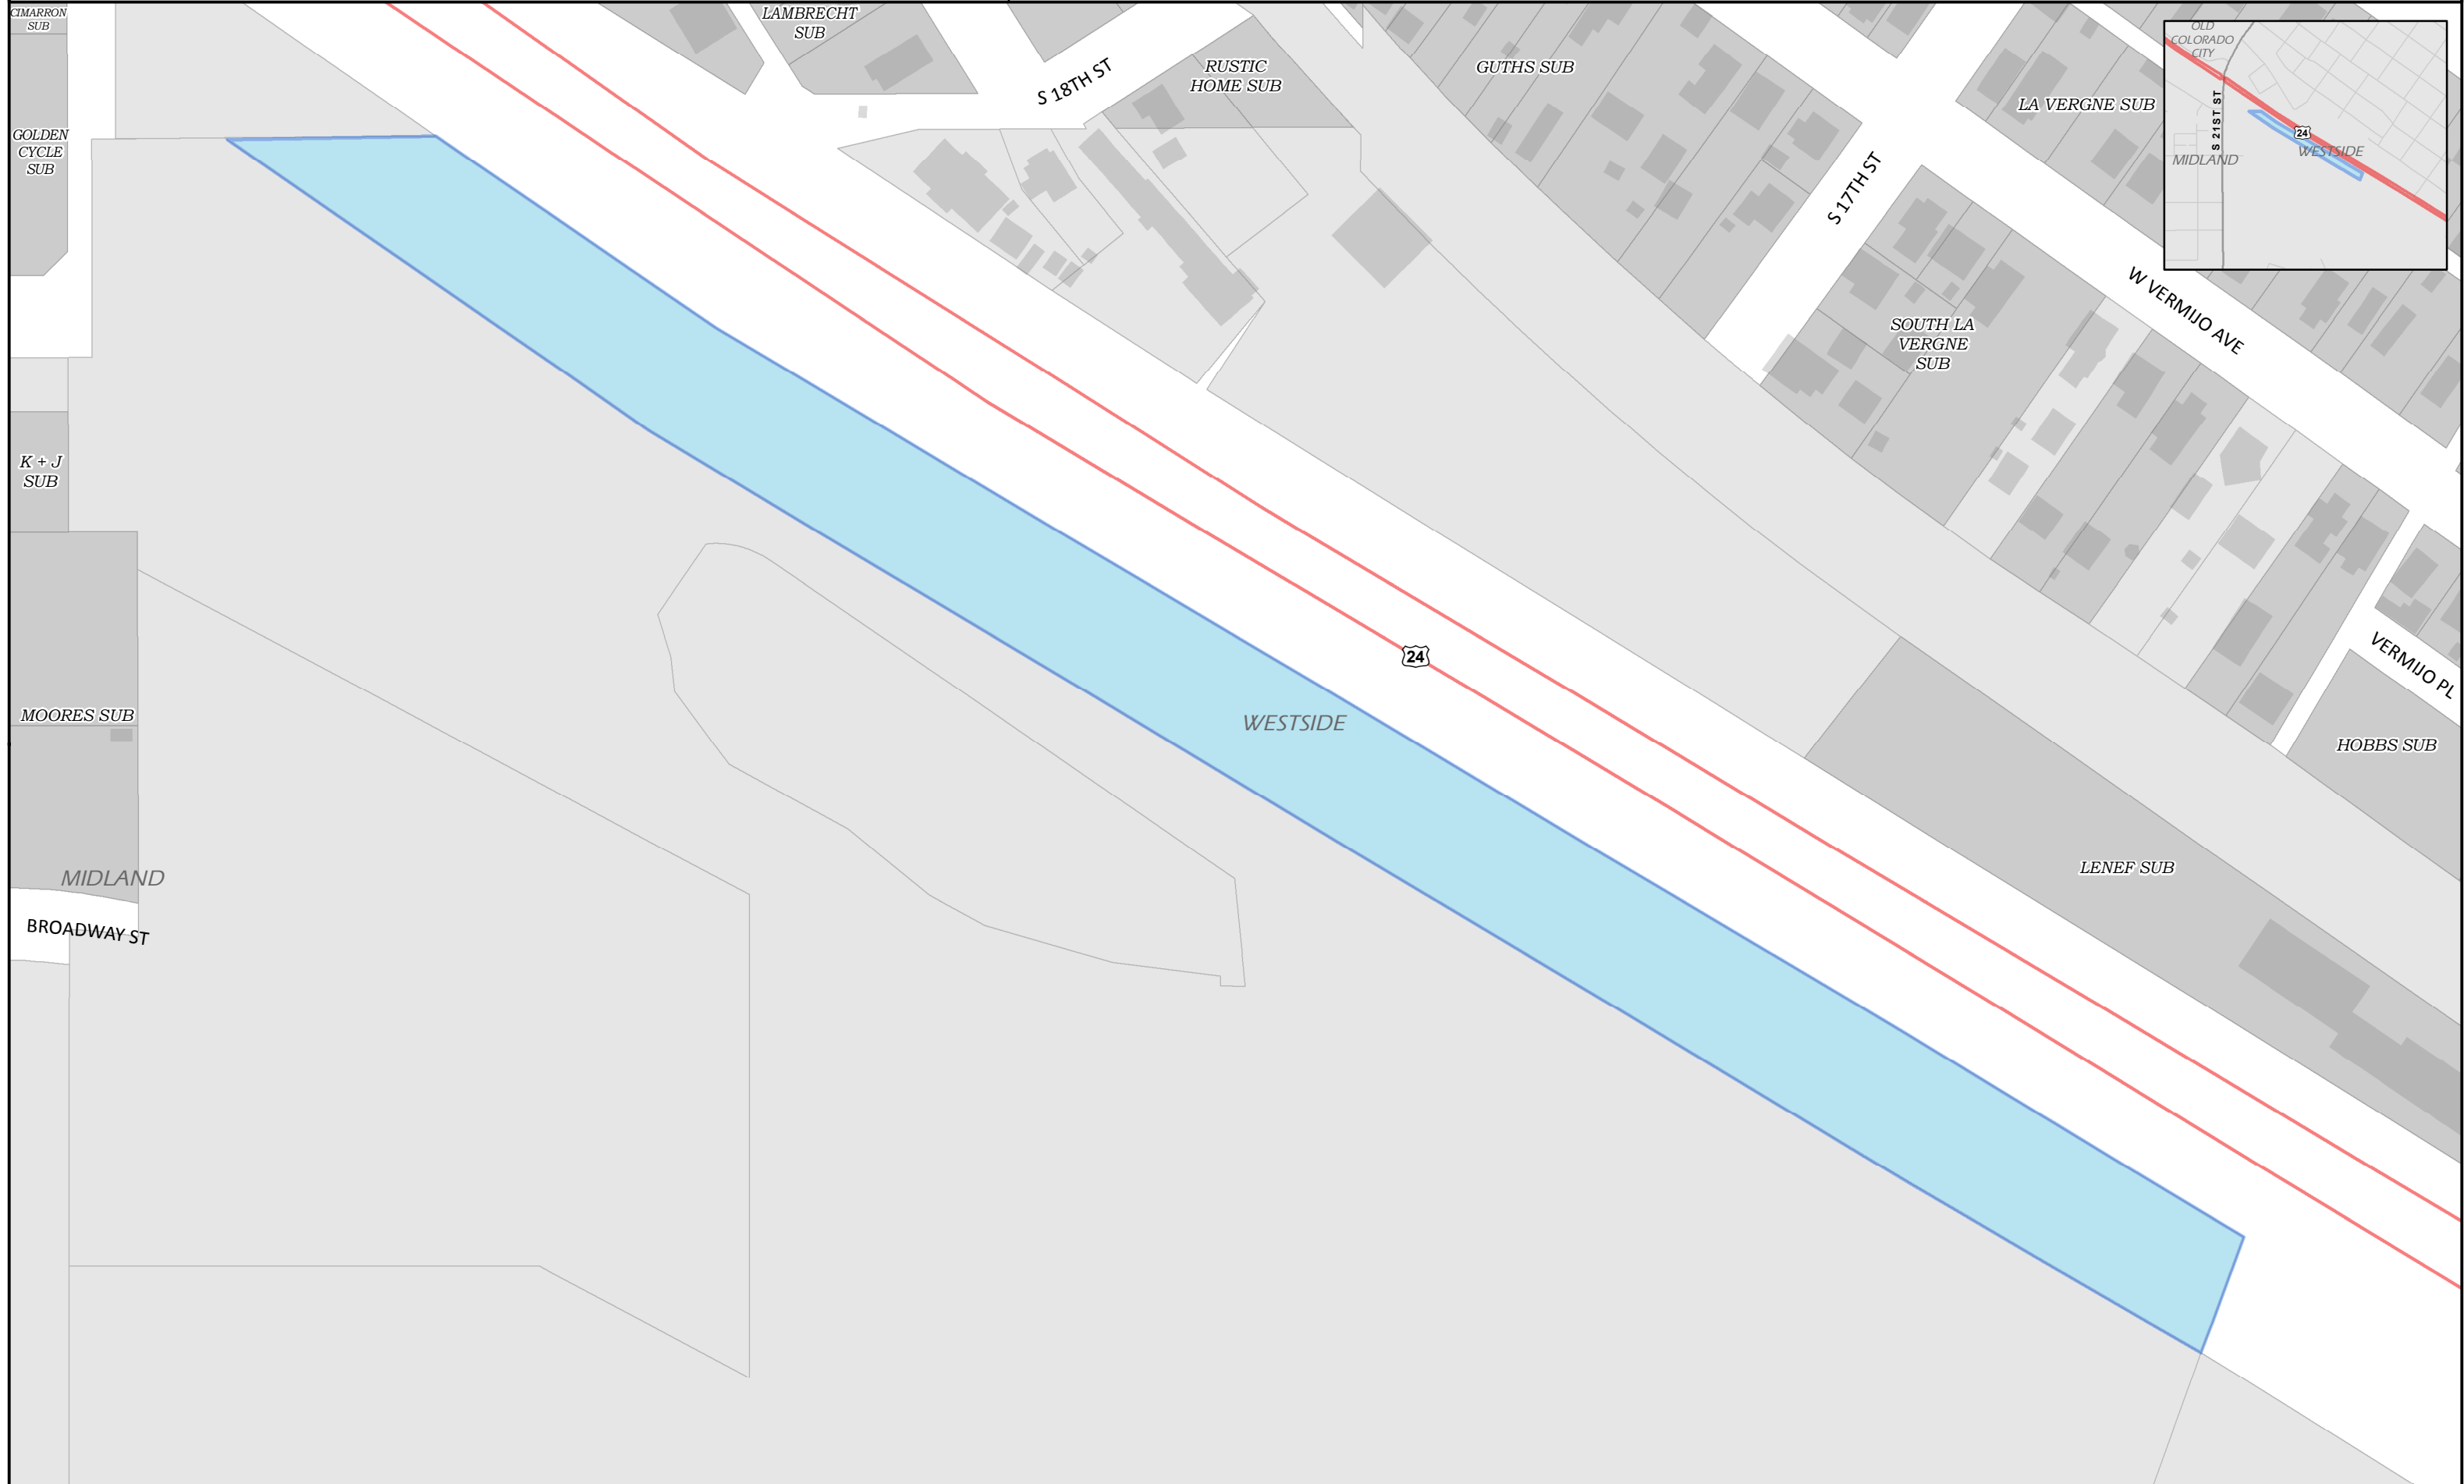 CIMARRON
SUB
LAMBRECHT
SUB
S 18TH ST
RUSTIC
HOME SUB
GUTHS SUB
LA VERGNE SUB
OLD
COLORADO
CITY
S 21ST ST
24
WESTSIDE
MIDLAND
GOLDEN
CYCLE
SUB
S 17TH ST
W VERMIJO AVE
SOUTH LA
VERGNE
SUB
K + J
SUB
24
VERMIJO PL
WESTSIDE
MOORES SUB
HOBBS SUB
LENEF SUB
MIDLAND
BROADWAY ST